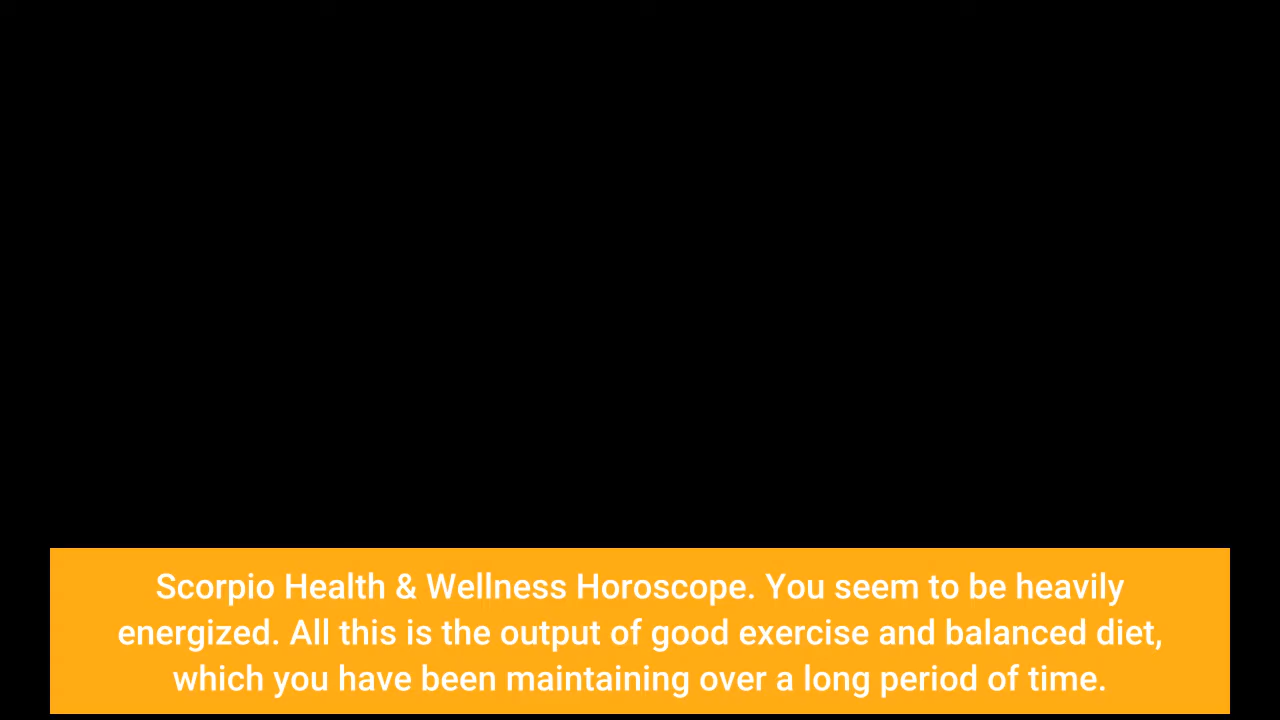 Scorpio Health & Wellness Horoscope. You seem to be heavily
energized. All this is the output of good exercise and balanced diet,
which you have been maintaining over a long period of time.